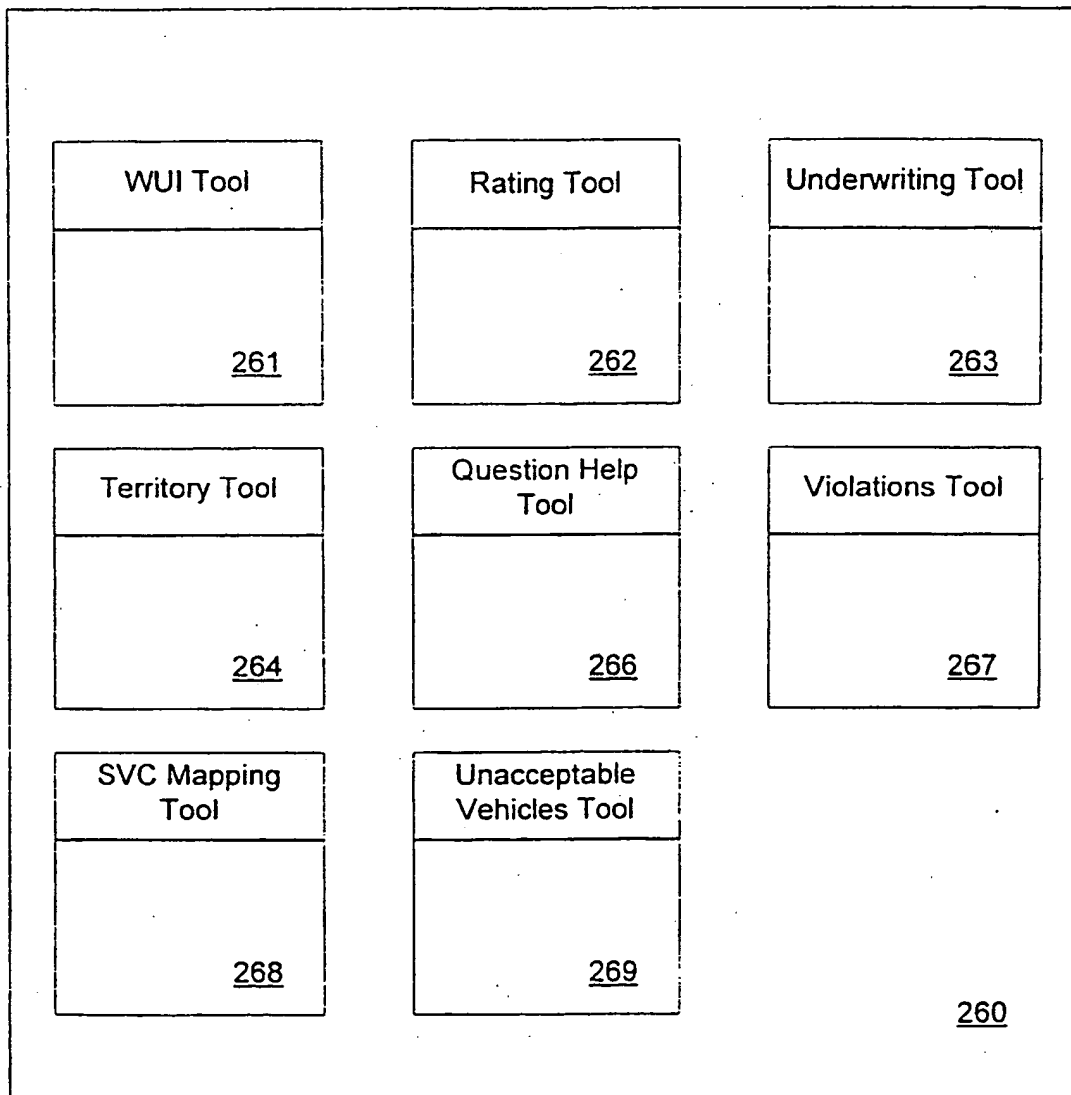 WUI Tool
Rating Tool
Underwriting Tool
261
262
263
Territory Tool
Question Help
Tool
Violations Tool
264
266
267
SVC Mapping
Tool
Unacceptable
Vehicles Tool
268
269
260